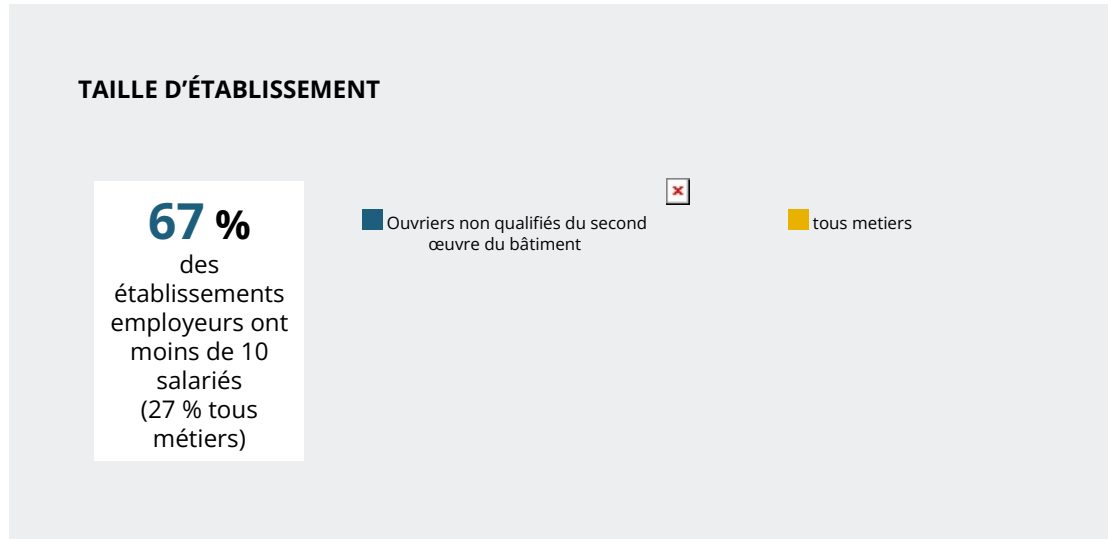 TAILLE D’ÉTABLISSEMENT
67 %
des
établissements
employeurs ont
moins de 10
salariés
(27 % tous
métiers)
Ouvriers non qualifiés du second
œuvre du bâtiment
tous metiers